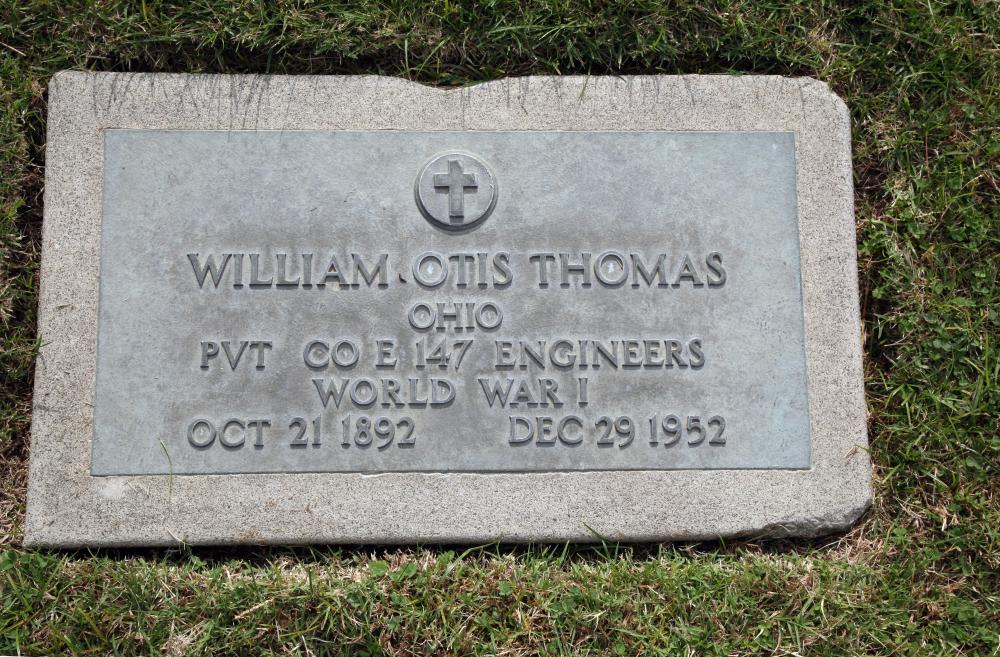 WILLIAM OTIS THOMAS
OHIO
PVT CO E 147 ENGINEERS
WORLD WAR I
OCT 21 1892 DEC 29 1952